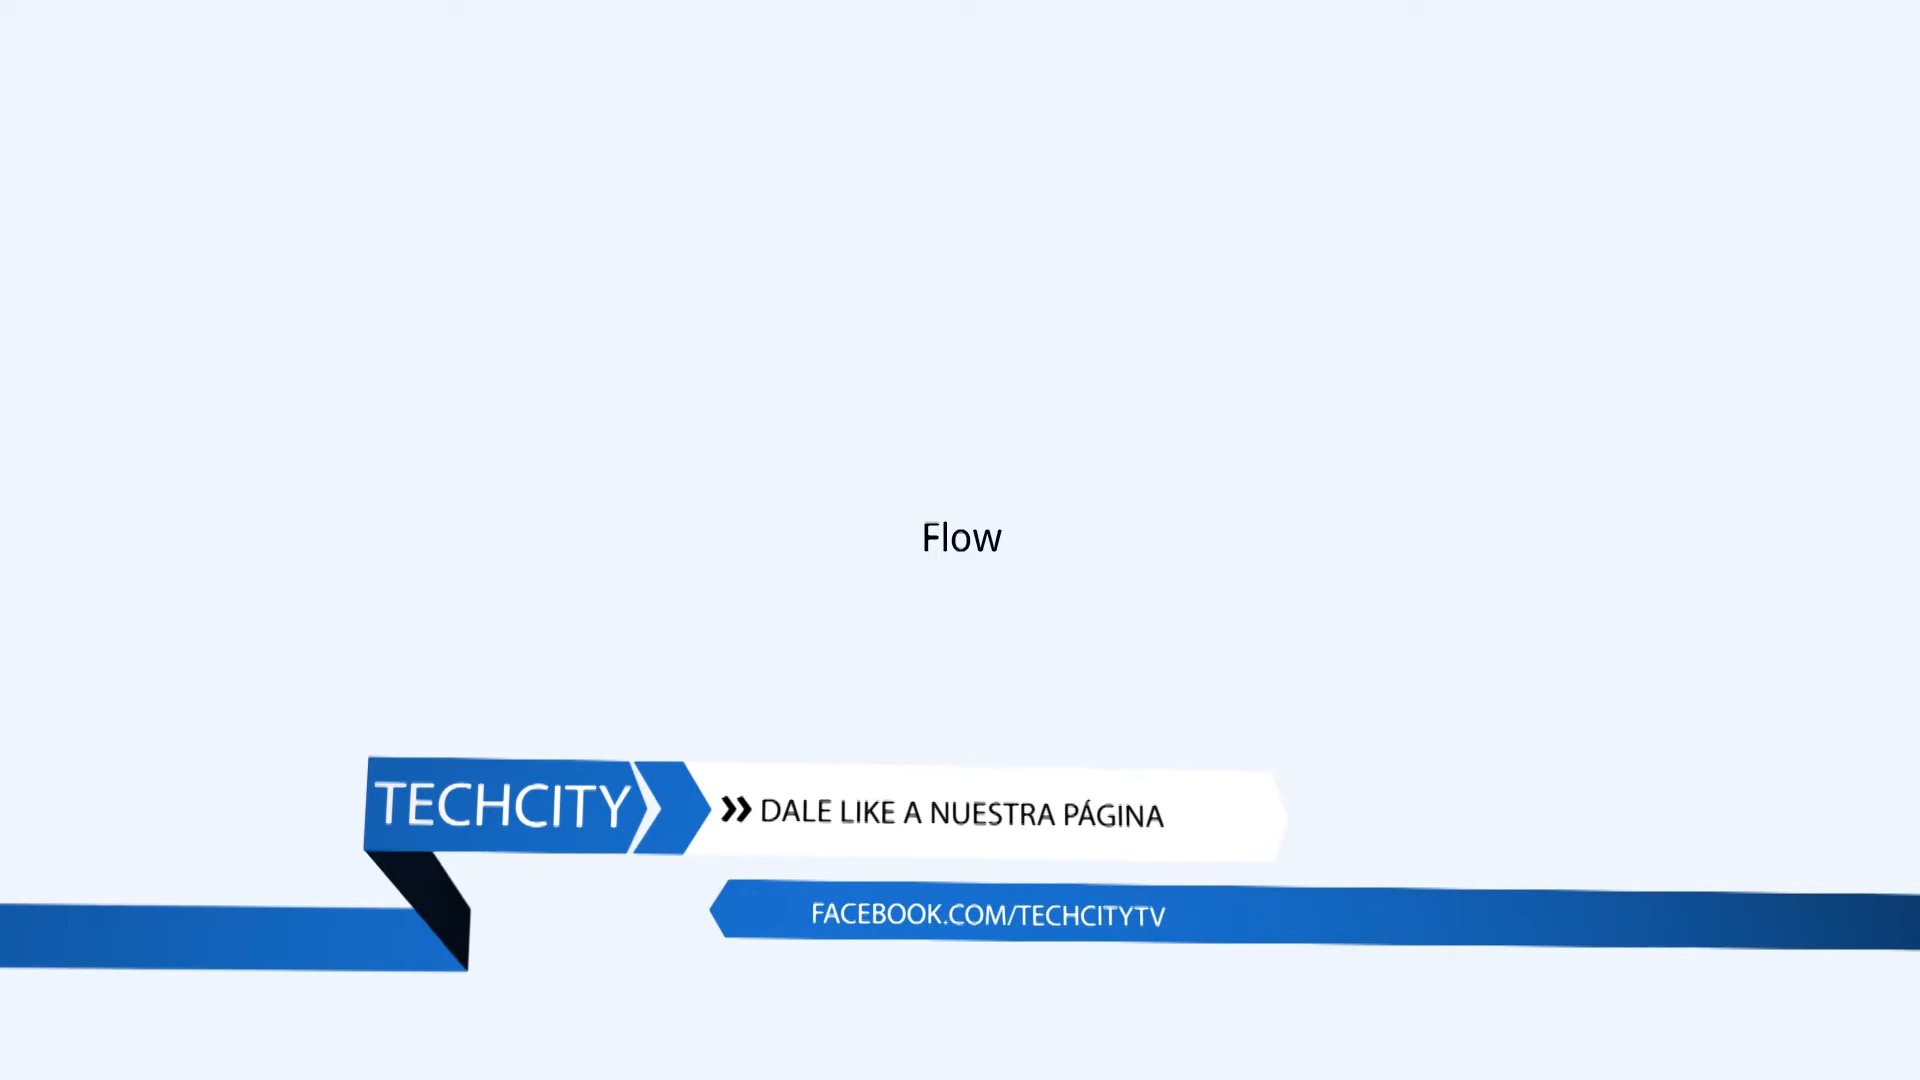 Flow
TECHCITY
» DALE LIKE A NUESTRA PÁGINA
FACEBOOK.COM/TECHCITYTV